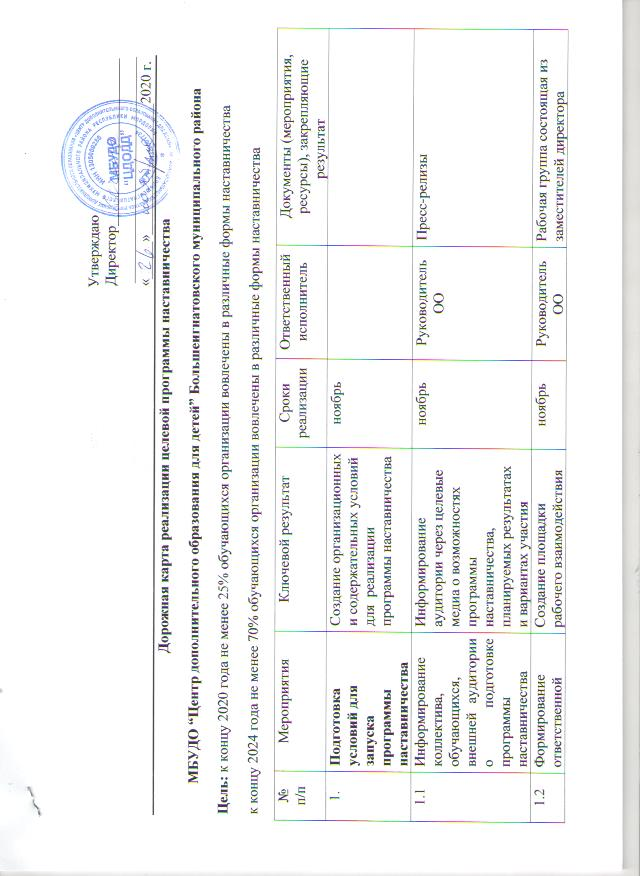 Утверждаю
Директор
« 26 » 2020 г.
МБУДО
"ЦДОДД"
Дорожная карта реализации целевой программы наставничества
МБУДО “Центр дополнительного образования для детей” Большеигнатовского муниципального района
Цель: к концу 2020 года не менее 25% обучающихся организации вовлечены в различные формы наставничества
к концу 2024 года не менее 70% обучающихся организации вовлечены в различные формы наставничества
№ п/п
Мероприятия
Ключевой результат
Сроки
реализации
Ответственный
исполнитель
Документы (мероприятия,
ресурсы), закрепляющие
результат
1.
Подготовка
условий для
запуска
программы
наставничества
Создание организационных
и содержательных условий
для реализации
программы наставничества
ноябрь
1.1
Информирование
коллектива,
обучающихся,
внешней аудитории
о подготовке
программы
наставничества
Информирование
аудитории через целевые
медиа о возможностях
программы
наставничества,
планируемых результатах
и вариантах участия
ноябрь
Руководитель
ОО
Пресс-релизы
1.2
Формирование
ответственной
Создание площадки
рабочего взаимодействия
ноябрь
Руководитель
ОО
Рабочая группа состоящая из
заместителей директора